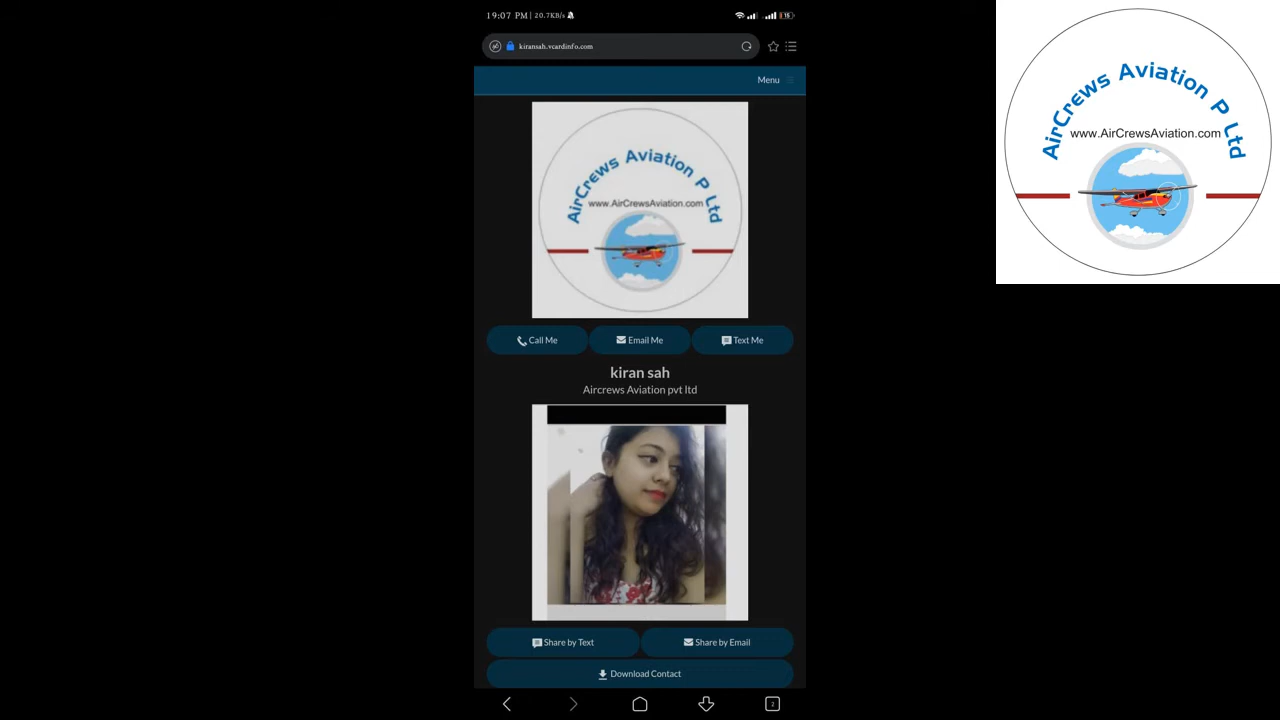 19:07 PM| 20.7KB/s
15
kiransah.vcardinfo.com
Menu
AirCrews Aviation P Ltd
www.AirCrewsAviation.com
Call Me
Email Me
Text Me
kiran sah
Aircrews Aviation pvt ltd
Share by Text
Share by Email
Download Contact
2
AirCrews Aviation P Ltd
www.AirCrewsAviation.com